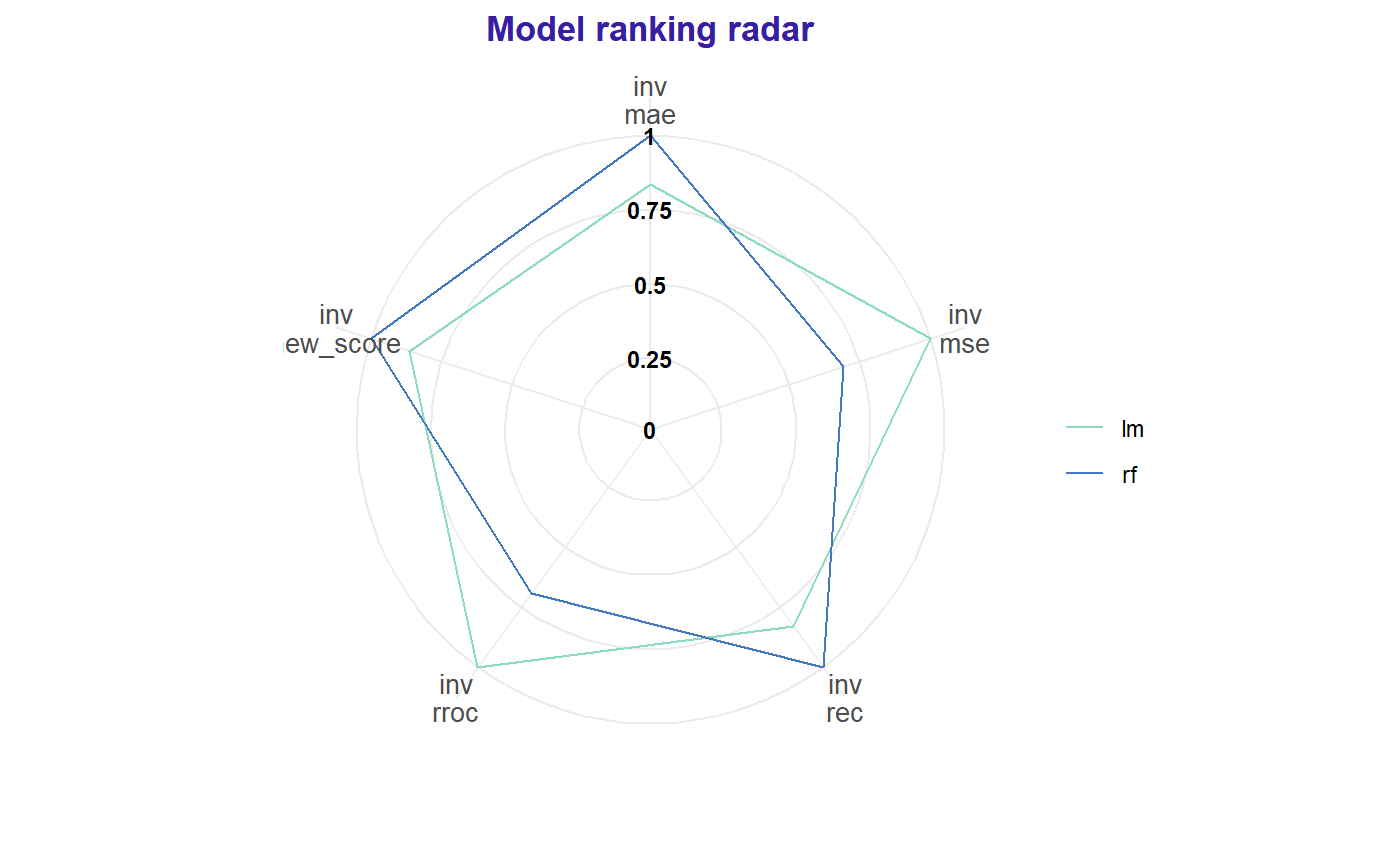 Model ranking radar
inv
mae
1
0.75
0.5
0.25
0
inv
mse
inv
rec
inv
rroc
inv
ew_score
lm
rf